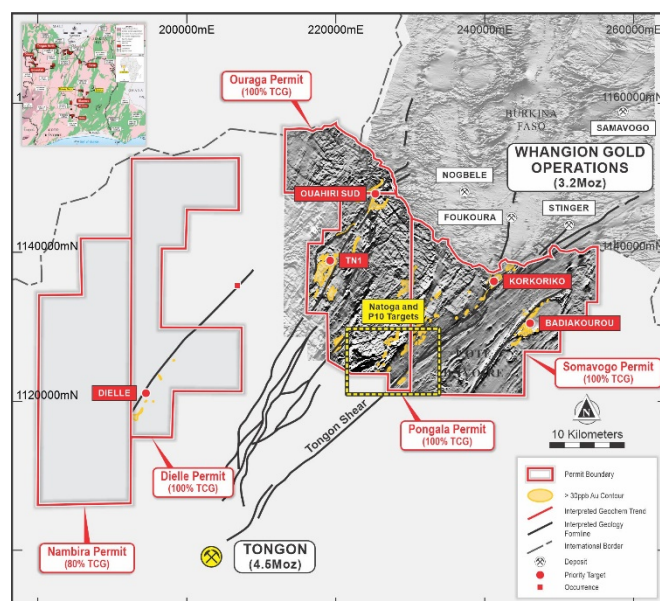 200000mE
220000mE
240000mE
260000mE
Ouraga Permit
(100% TCG)
1160000mN
BURKINA
FASO
SAMAVOGO
WHANGION GOLD
OPERATIONS
(3.2Moz)
NOGBELE
OUAHIRI SUD
FOUKOURA
STINGER
1140000mN
1140000mN
TN1
KORKORIKO
Natoga and
P10 Targets
BADIAKOUROU
DIELLE
1120000mN
Somavogo Permit
(100% TCG)
Tongon Shear
Pongala Permit
(100% TCG)
10 Kilometers
Dielle Permit
(100% TCG)
Nambira Permit
(80% TCG)
TONGON
(4.5Moz)
Permit Boundary
> 30ppb Au Contour
Interpreted Geochem Trend
Interpreted Geology
Formline
International Border
Deposit
Priority Target
Occurrence